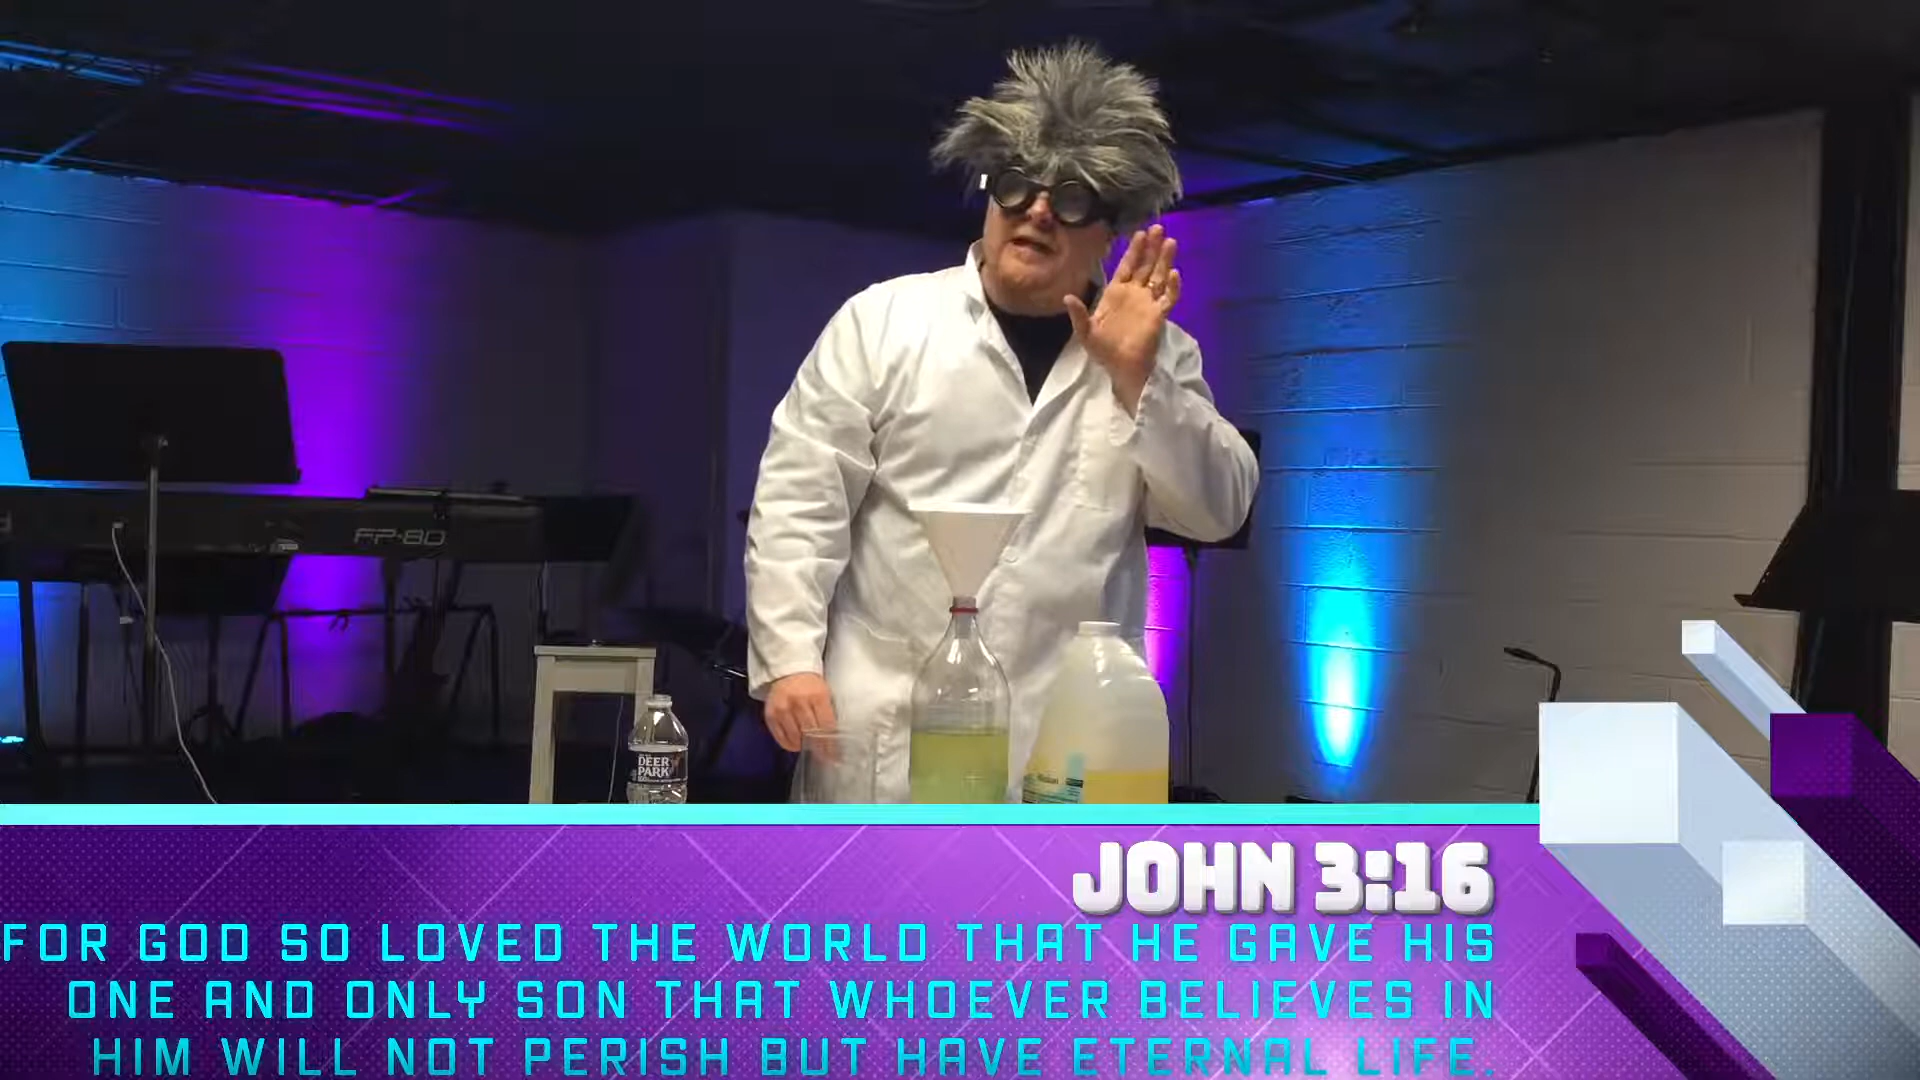 FP-80
DEER
PARK
JOHN 3:16
FOR GOD SO LOVED THE WORLD THAT HE GAVE HIS
ONE AND ONLY SON THAT WHOEVER BELIEVES IN
HIM WILL NOT PERISH BUT HAVE ETERNAL LIFE.